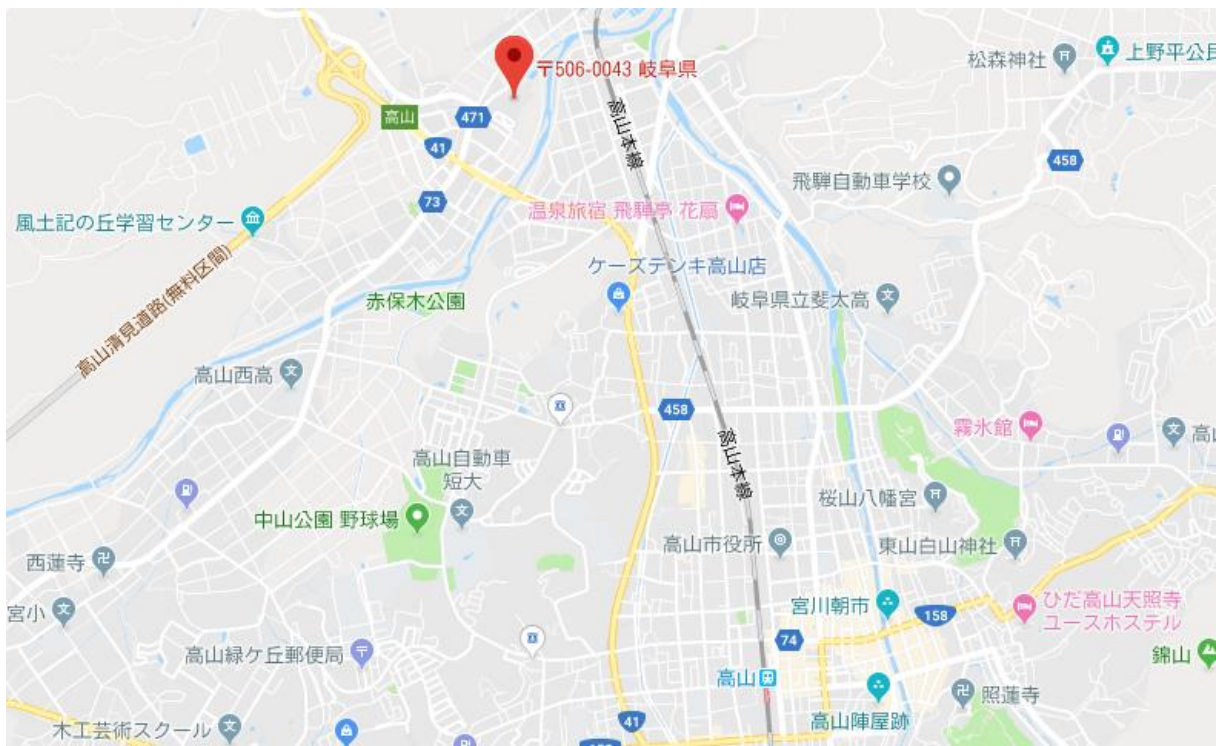 〒506-0043 岐阜県
松森神社
上野平公民
高山
471
高山本線
41
458
73
飛騨自動車学校
風土記の丘学習センター
温泉旅宿 飛騨亭 花扇
ケーズデンキ高山店
高山清見道路(無料区間)
赤保木公園
岐阜県立斐太高
高山西高
458
霧氷館
高山
高山本線
高山自動車
短大
桜山八幡宮
中山公園 野球場
高山市役所
東山白山神社
西蓮寺
宮川朝市
158
ひだ高山天照寺
ユースホステル
宮小
74
高山緑ケ丘郵便局
錦山
高山
照蓮寺
高山陣屋跡
木工芸術スクール
41